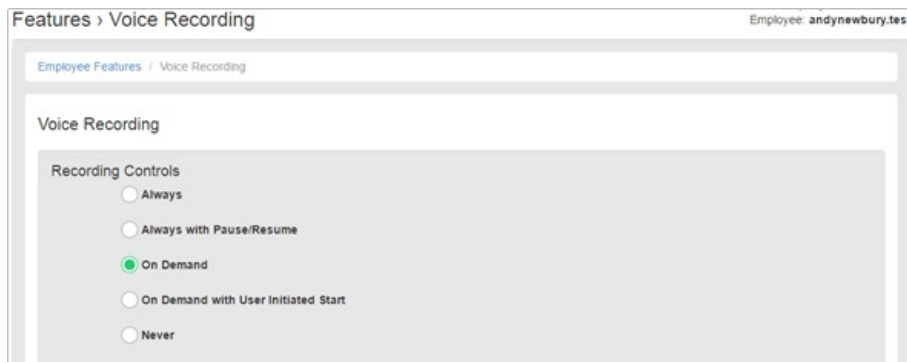 Features › Voice Recording
Employee: andynewbury.tes
Employee Features / Voice Recording
Voice Recording
Recording Controls
Always
Always with Pause/Resume
On Demand
On Demand with User Initiated Start
Never